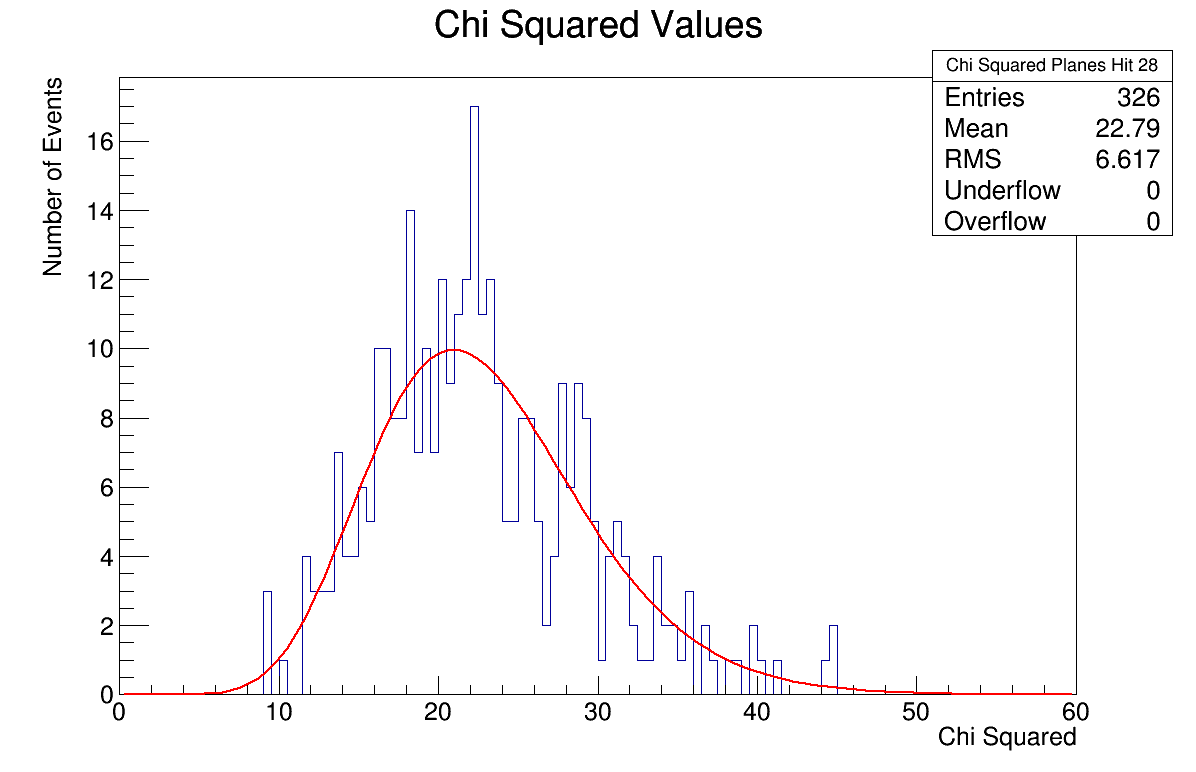 Chi Squared Values
Chi Squared Planes Hit 28
Entries 326
Mean 22.79
RMS 6.617
Underflow 0
Overflow 0
Number of Events
16
14
12
10
8
6
4
2
0
0 10 20 30 40 50 60
Chi Squared